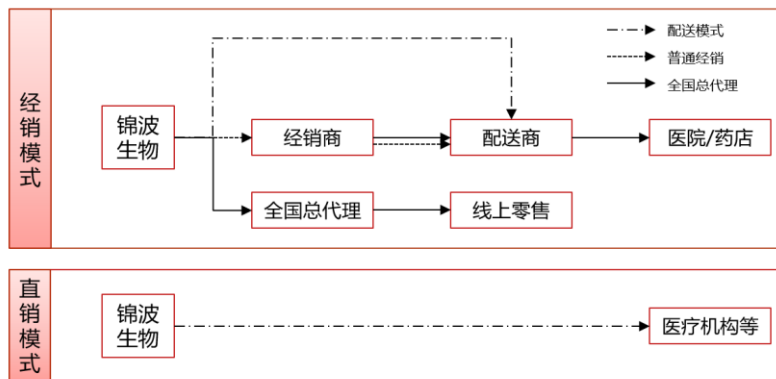 配送模式
普通经销
全国总代理
经销模式
锦波
生物
经销商
配送商
医院/药店
全国总代理
线上零售
直销模式
锦波
生物
医疗机构等